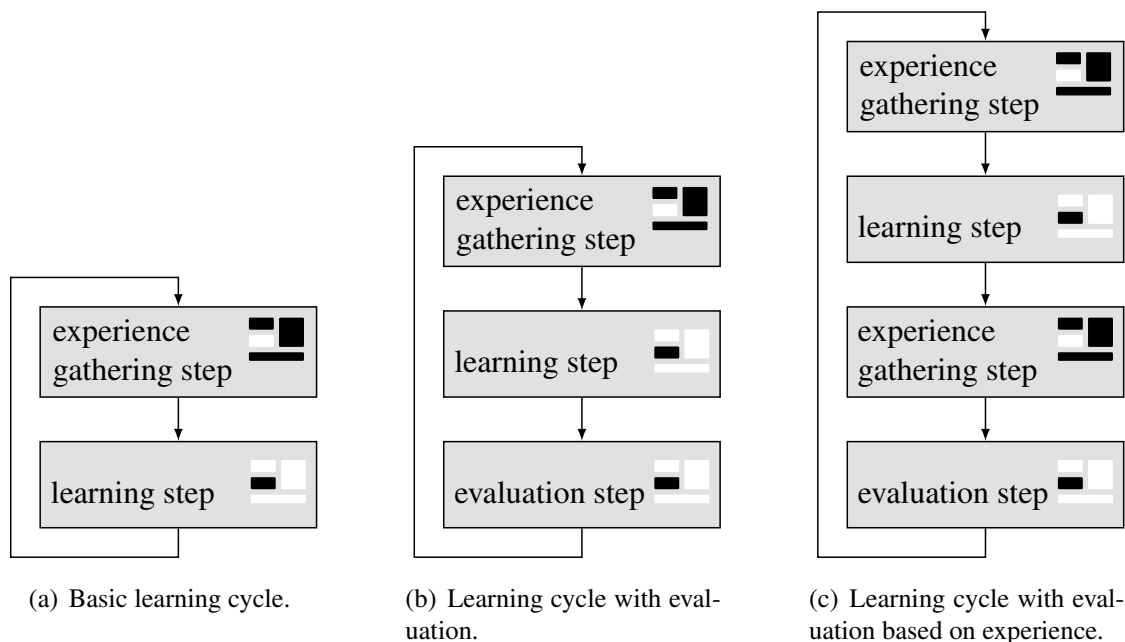 experience
gathering step
learning step
(a) Basic learning cycle.
experience
gathering step
learning step
evaluation step
(b) Learning cycle with eval-
uation.
experience
gathering step
learning step
experience
gathering step
evaluation step
(c) Learning cycle with eval-
uation based on experience.